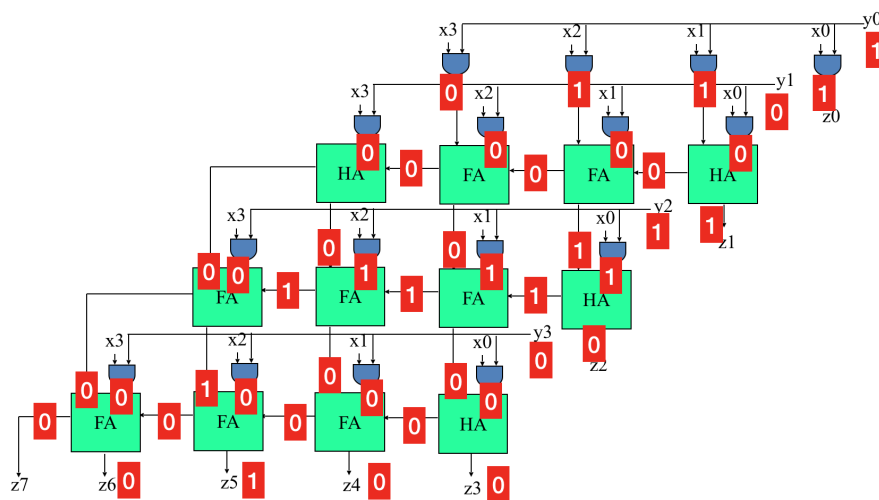 x3 x2 x1 x0 y0
1
x3 x2 x1 x0 y1
0 1 1 1 0
z0
0 0 0 0
HA 0 FA 0 FA 0 HA
1
z1
x3 x2 x1 x0 y2
0 0 1 1
0 0 1 1 1
FA 1 FA 1 FA 1 HA
0
z2
x3 x2 x1 x0 y3
0
0 1 0 0
0 0 0 0
0 FA 0 FA 0 FA 0 HA
z7 z6 0 z5 1 z4 0 z3 0